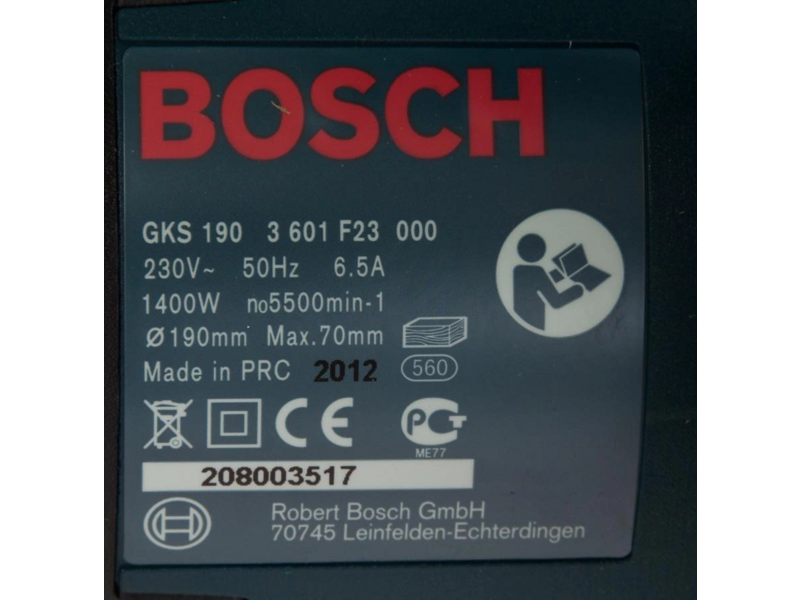 BOSCH
GKS 190 3 601 F23 000
230V~ 50Hz 6.5A
1400W no5500min-1
Ø190mm Max.70mm
Made in PRC 2012 560
CE PCT
ME77
208003517
Robert Bosch GmbH
70745 Leinfelden-Echterdingen